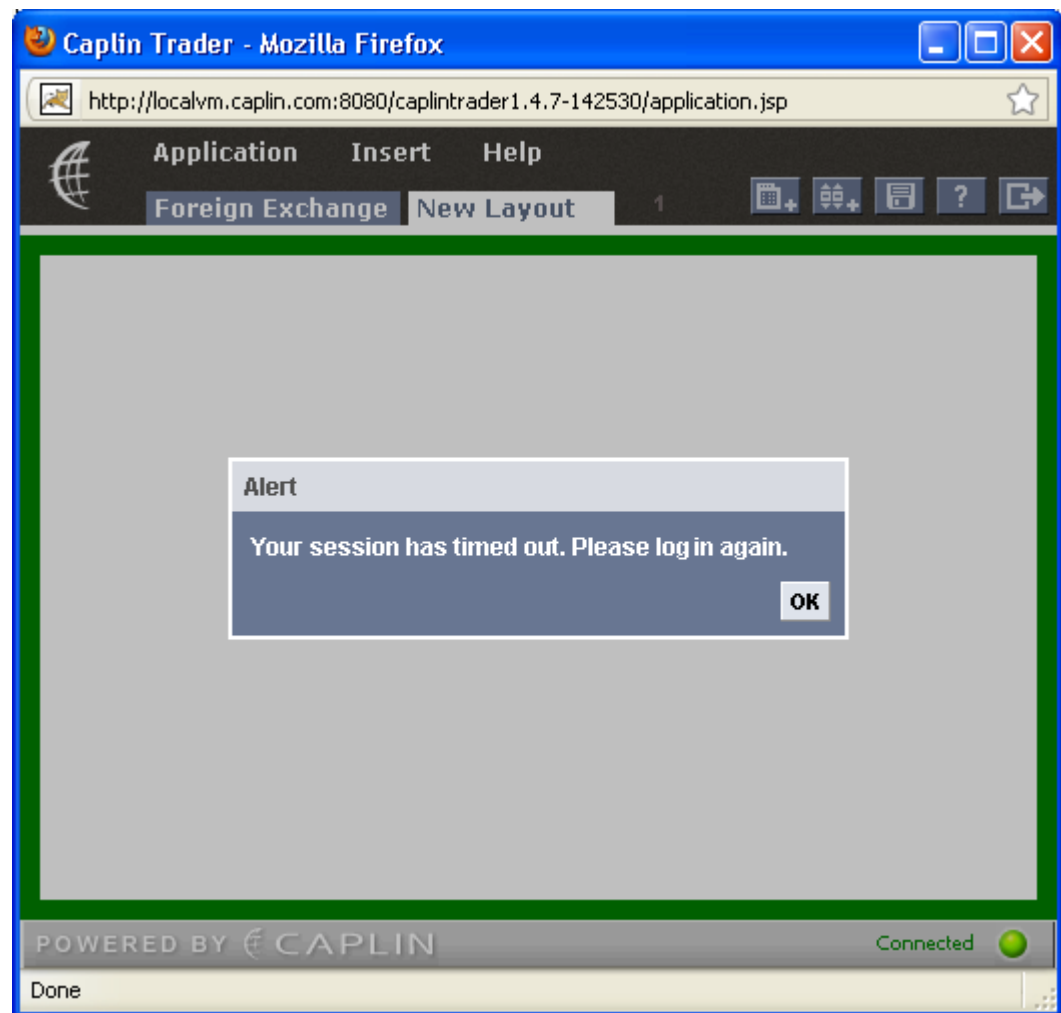 Caplin Trader - Mozilla Firefox
http://localvm.caplin.com:8080/caplintrader1.4.7-142530/application.jsp
Application Insert Help
Foreign Exchange New Layout 1 ?
Alert
Your session has timed out. Please log in again.
OK
POWERED BY CAPLIN Connected
Done